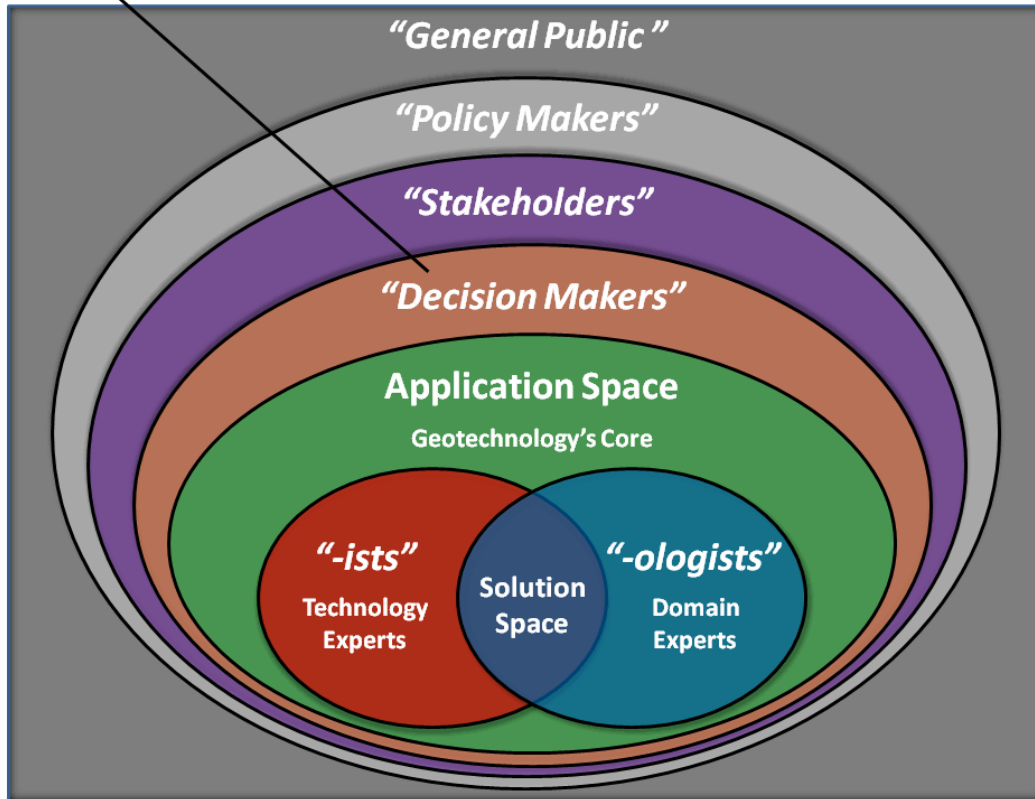 “General Public ”
“Policy Makers”
“Stakeholders”
“Decision Makers”
Application Space
Geotechnology’s Core
“-ists”
Technology
Experts
Solution
Space
“-ologists”
Domain
Experts